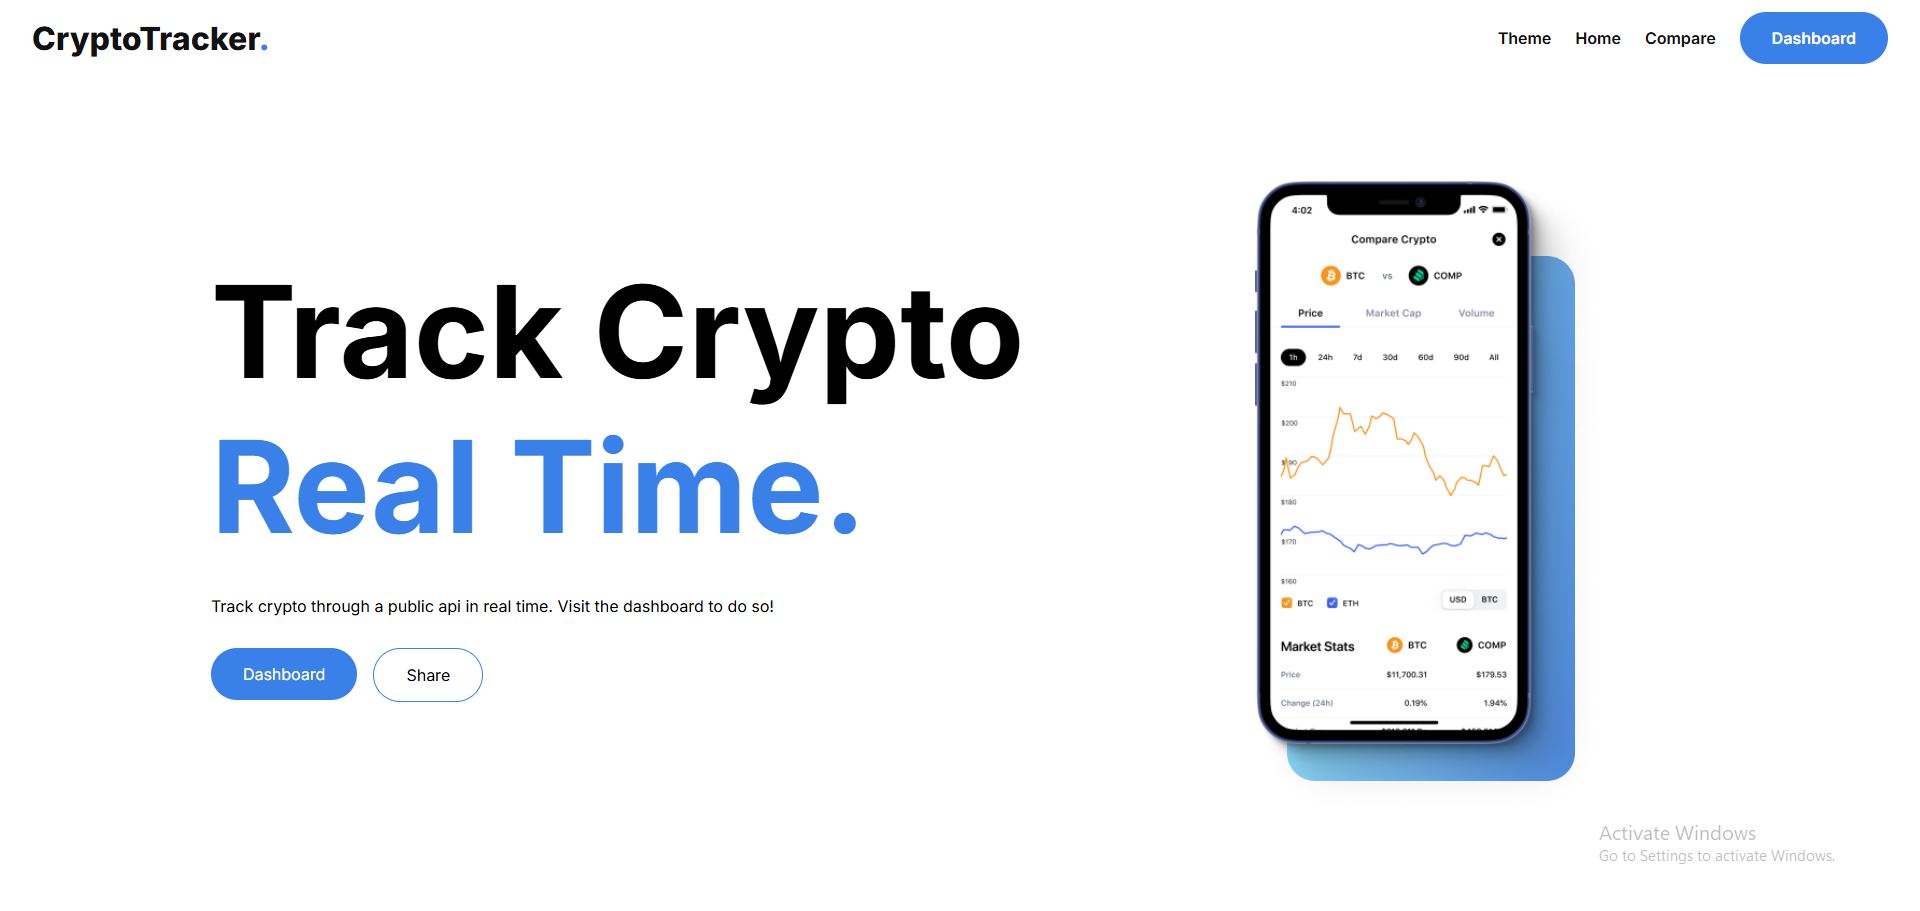 CryptoTracker.
Theme Home Compare Dashboard
Track Crypto
Real Time.
Track crypto through a public api in real time. Visit the dashboard to do so!
Dashboard Share
4:02
Compare Crypto
BTC vs COMP
Price Market Cap Volume
1h 24h 7d 30d 60d 90d All
$210
$200
$190
$180
$170
$160
BTC ETH USD BTC
Market Stats BTC COMP
Price $11,700.31 $179.53
Change (24h) 0.19% 1.94%
Activate Windows
Go to Settings to activate Windows.